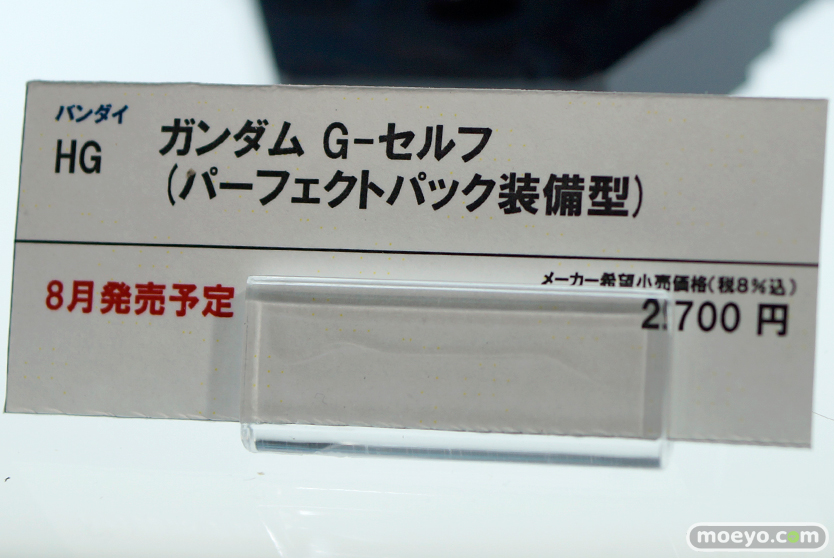 バンダイ
HG ガンダム G-セルフ
(パーフェクトパック装備型)
メーカー希望小売価格(税8%込)
8月発売予定
2,700 円
moeyo.com